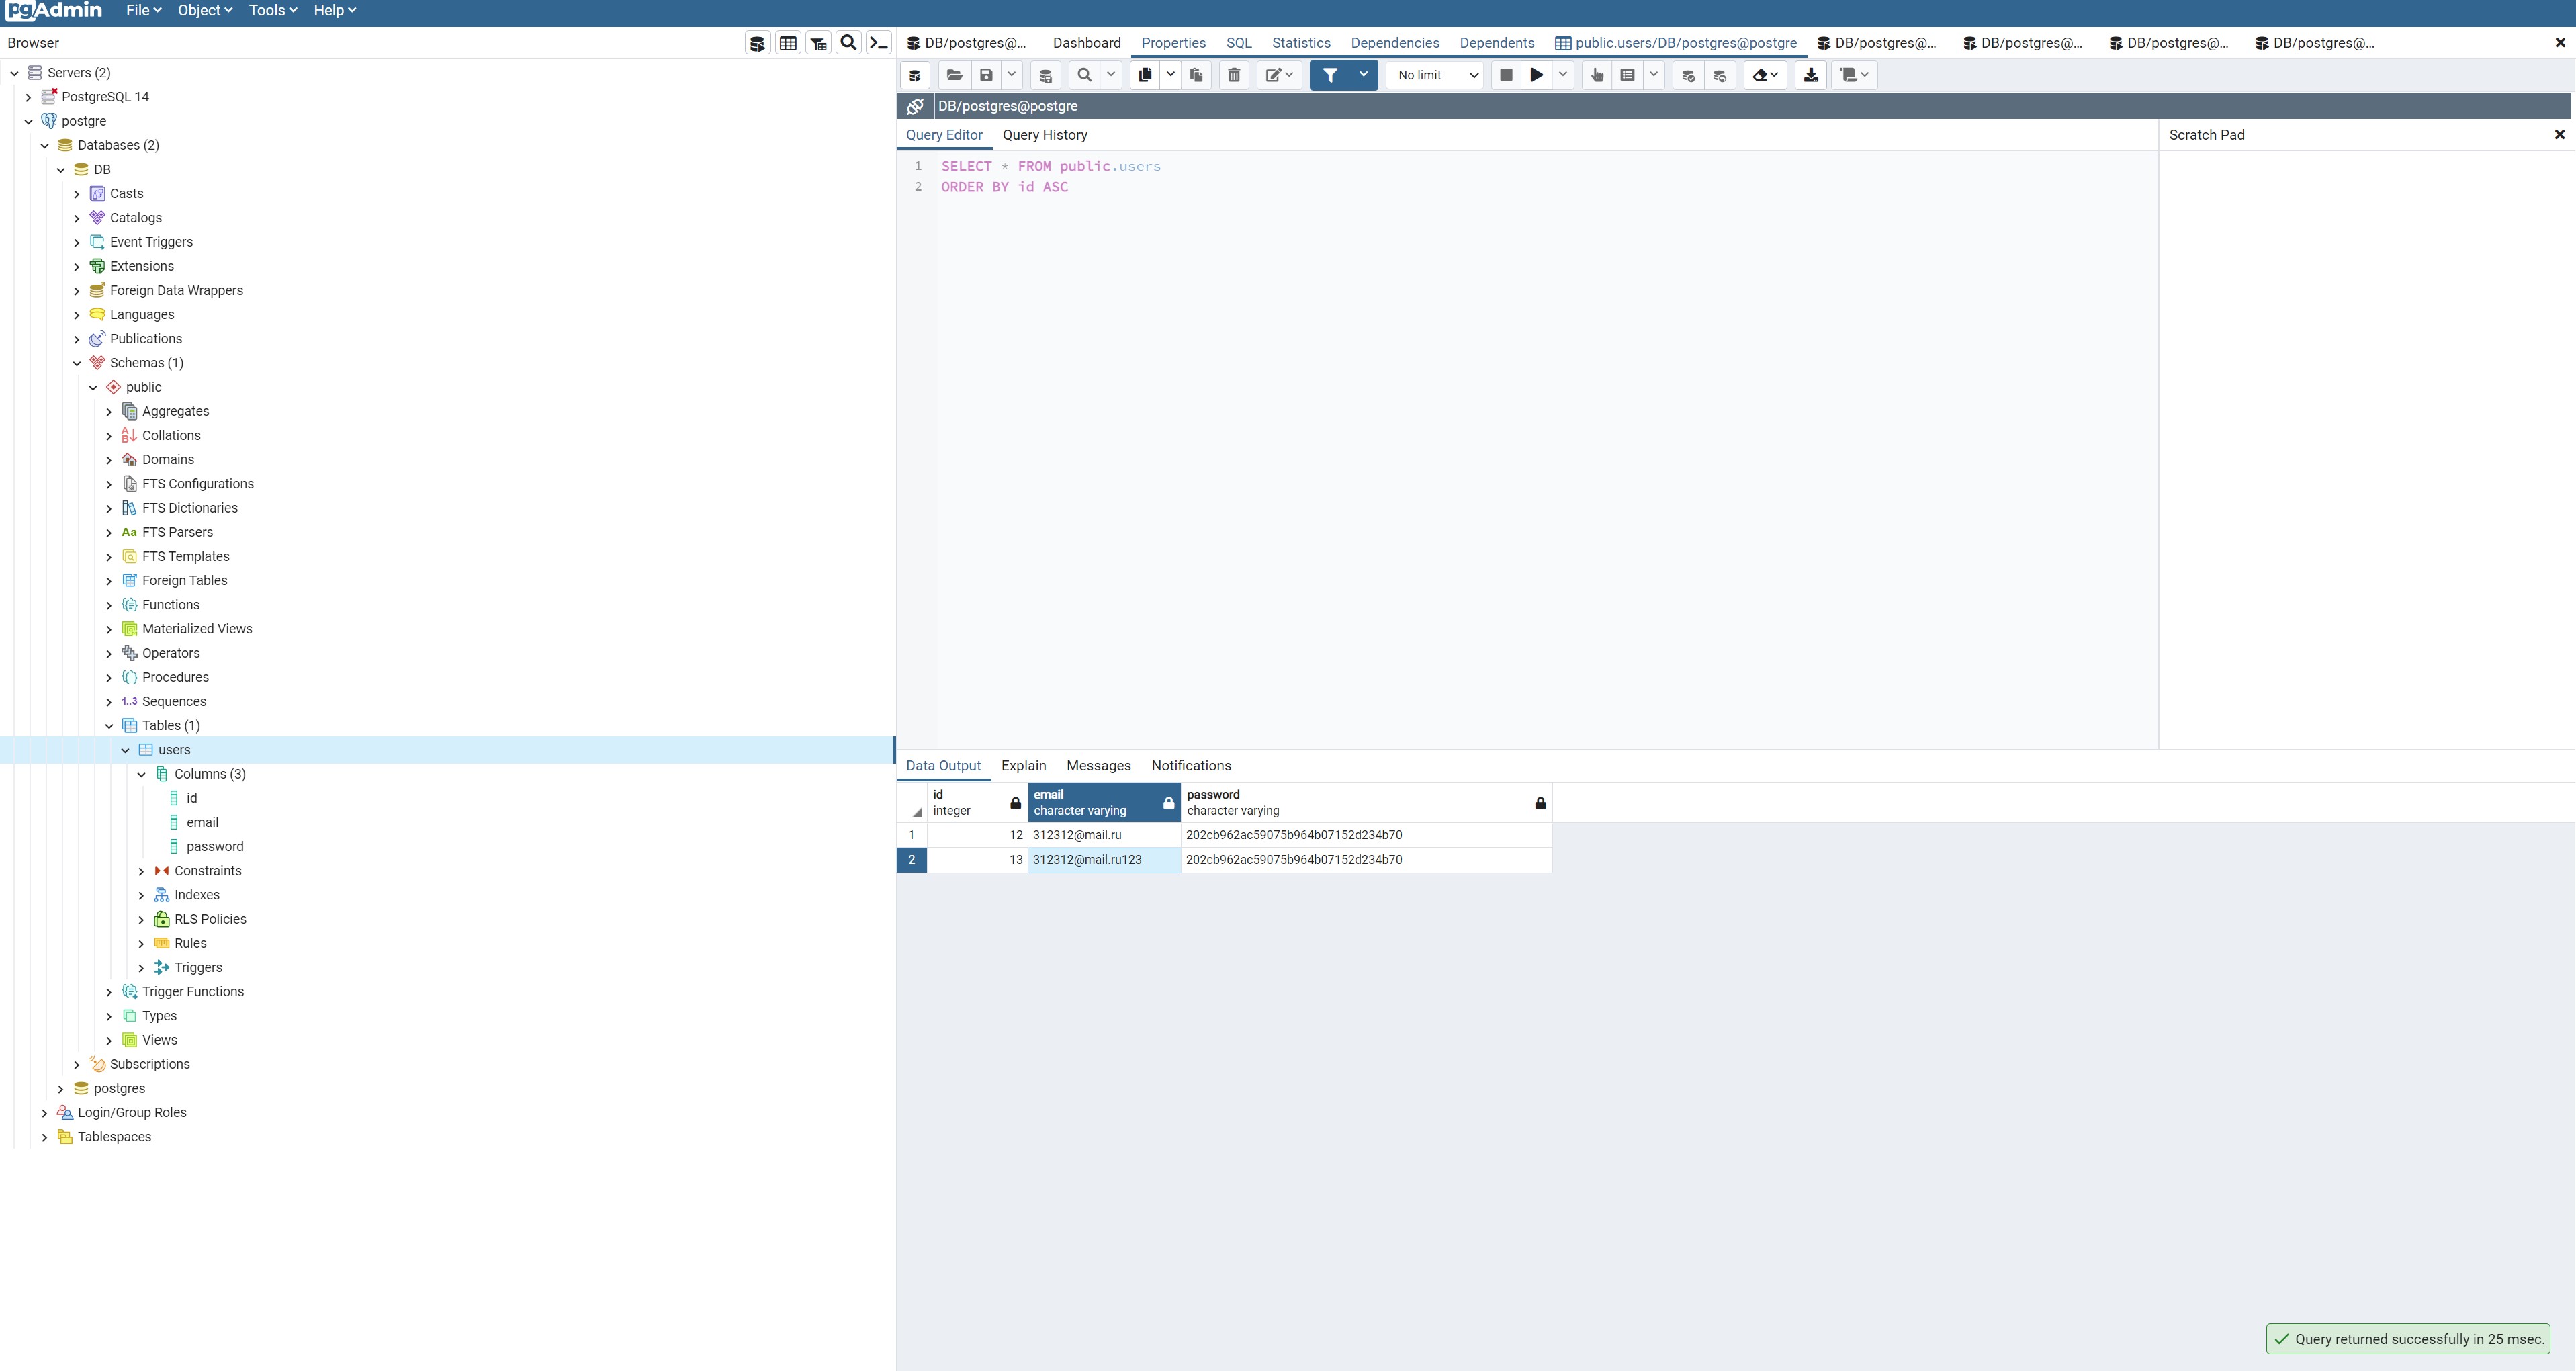 pgAdmin File Object Tools Help
Browser
Servers (2)
PostgreSQL 14
postgre
Databases (2)
DB
Casts
Catalogs
Event Triggers
Extensions
Foreign Data Wrappers
Languages
Publications
Schemas (1)
public
Aggregates
Collations
Domains
FTS Configurations
FTS Dictionaries
Aa FTS Parsers
FTS Templates
Foreign Tables
Functions
Materialized Views
Operators
Procedures
1..3 Sequences
Tables (1)
users
Columns (3)
id
email
password
Constraints
Indexes
RLS Policies
Rules
Triggers
Trigger Functions
Types
Views
Subscriptions
postgres
Login/Group Roles
Tablespaces
DB/postgres@... Dashboard Properties SQL Statistics Dependencies Dependents public.users/DB/postgres@postgre DB/postgres@... DB/postgres@... DB/postgres@... DB/postgres@...
No limit
DB/postgres@postgre
Query Editor Query History
Scratch Pad
1 SELECT * FROM public.users
2 ORDER BY id ASC
Data Output Explain Messages Notifications
id email password
integer character varying character varying
1 12 312312@mail.ru 202cb962ac59075b964b07152d234b70
2 13 312312@mail.ru123 202cb962ac59075b964b07152d234b70
Query returned successfully in 25 msec.